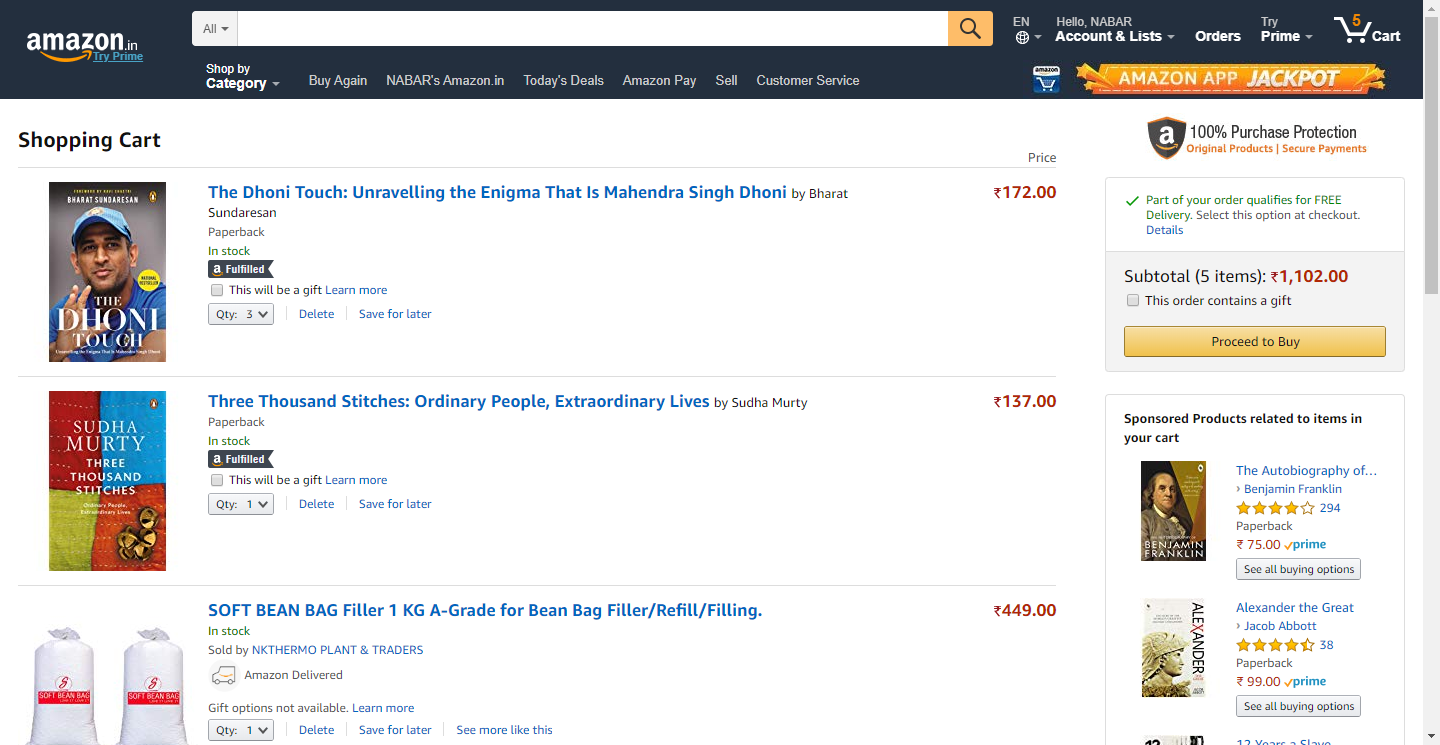 amazon.in
Try Prime
All
EN
Hello, NABAR
Account & Lists
Orders
Try
Prime
5
Cart
Shop by
Category
Buy Again
NABAR's Amazon.in
Today's Deals
Amazon Pay
Sell
Customer Service
amazon
AMAZON APP JACKPOT
Shopping Cart
Price
FOREWORD BY RAVI SHASTRI
BHARAT SUNDARESAN
NATIONAL
BESTSELLER
THE
DHONI
TOUCH
Unravelling the Enigma That Is Mahendra Singh Dhoni
The Dhoni Touch: Unravelling the Enigma That Is Mahendra Singh Dhoni by Bharat
Sundaresan
₹172.00
Paperback
In stock
a Fulfilled
This will be a gift Learn more
Qty: 3
Delete
Save for later
SUDHA
MURTY
THREE
THOUSAND
STITCHES
Ordinary People,
Extraordinary Lives
Three Thousand Stitches: Ordinary People, Extraordinary Lives by Sudha Murty
₹137.00
Paperback
In stock
a Fulfilled
This will be a gift Learn more
Qty: 1
Delete
Save for later
SOFT BEAN BAG
SOFT BEAN BAG
SOFT BEAN BAG Filler 1 KG A-Grade for Bean Bag Filler/Refill/Filling.
₹449.00
In stock
Sold by NKTHERMO PLANT & TRADERS
Amazon Delivered
Gift options not available. Learn more
Qty: 1
Delete
Save for later
See more like this
a
100% Purchase Protection
Original Products | Secure Payments
Part of your order qualifies for FREE
Delivery. Select this option at checkout.
Details
Subtotal (5 items): ₹1,102.00
This order contains a gift
Proceed to Buy
Sponsored Products related to items in
your cart
BENJAMIN
FRANKLIN
The Autobiography of…
› Benjamin Franklin
294
Paperback
₹ 75.00 prime
See all buying options
ALEXANDER
Alexander the Great
› Jacob Abbott
38
Paperback
₹ 99.00 prime
See all buying options
12 Years a Slave